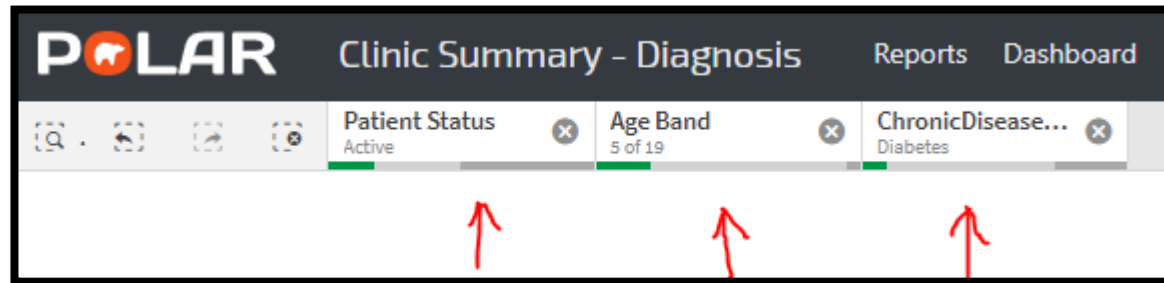 POLAR Clinic Summary - Diagnosis Reports Dashboard
Patient Status Age Band ChronicDisease...
Active 5 of 19 Diabetes